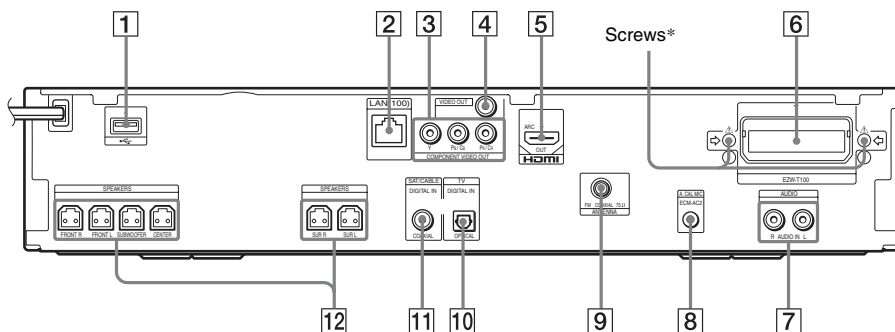 1
2
3
4
5
Screws*
6
LAN(100)
VIDEO OUT
Y
PB / CB
PR / CR
COMPONENT VIDEO OUT
ARC
OUT
HDMI
EZW-T100
SPEAKERS
FRONT R
FRONT L
SUBWOOFER
CENTER
SPEAKERS
SUR R
SUR L
SAT/CABLE
DIGITAL IN
COAXIAL
TV
DIGITAL IN
OPTICAL
FM COAXIAL 75Ω
ANTENNA
A. CAL MIC
ECM-AC2
AUDIO
R AUDIO IN L
12
11
10
9
8
7